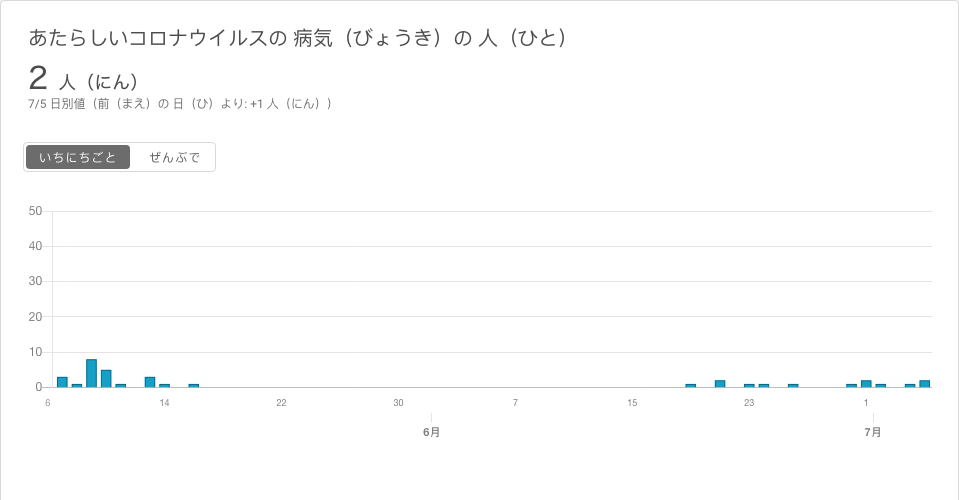 あたらしいコロナウイルスの 病気（びょうき）の 人（ひと）
2 人（にん）
7/5 日別値（前（まえ）の 日（ひ）より: +1 人（にん））
いちにちごと ぜんぶで
50
40
30
20
10
0
6 14 22 30 7 15 23 1
6月 7月